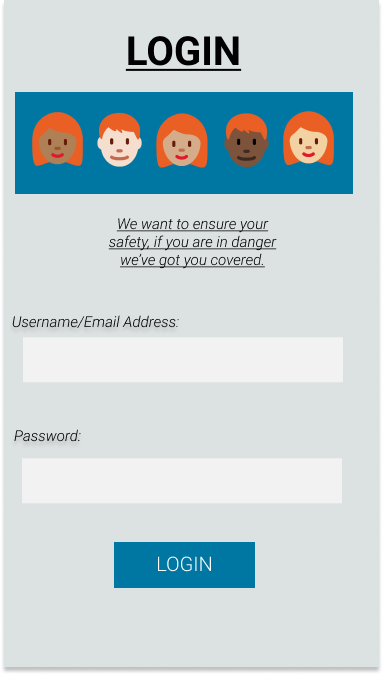 LOGIN
We want to ensure your
safety, if you are in danger
we've got you covered.
Username/Email Address:
Password:
LOGIN